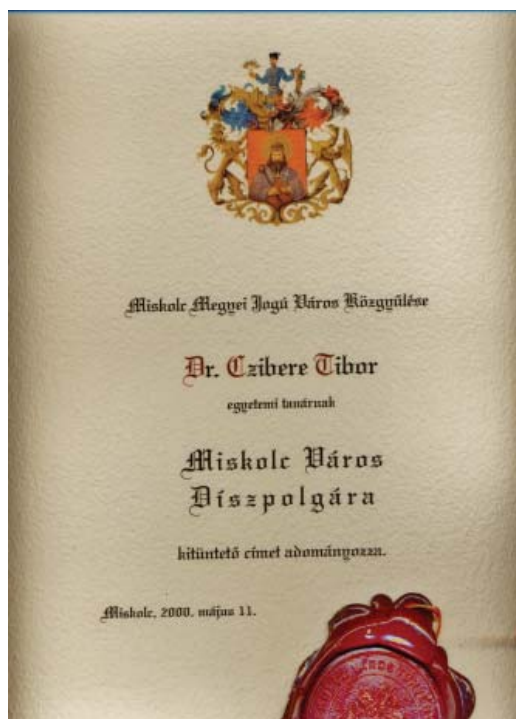 Miskolc Megyei Jogú Város Közgyűlése
Dr. Czibere Tibor
egyetemi tanárnak
Miskolc Város
Díszpolgára
kitüntető címet adományozza.
Miskolc, 2000. május 11.